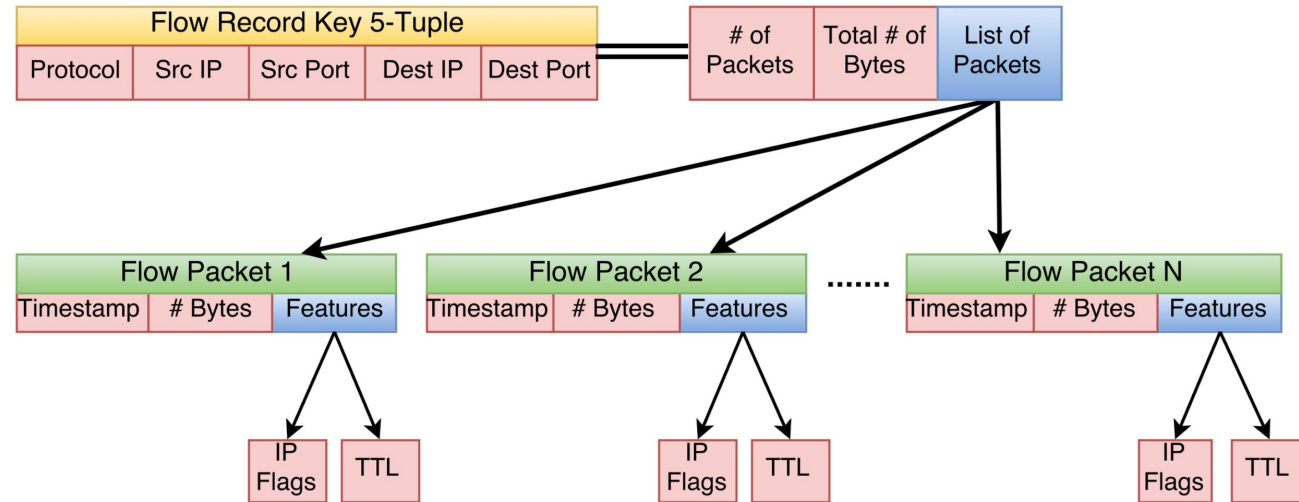 Flow Record Key 5-Tuple
Protocol
Src IP
Src Port
Dest IP
Dest Port
# of
Packets
Total # of
Bytes
List of
Packets
Flow Packet 1
Timestamp
# Bytes
Features
IP
Flags
TTL
Flow Packet 2
Timestamp
# Bytes
Features
IP
Flags
TTL
........
Flow Packet N
Timestamp
# Bytes
Features
IP
Flags
TTL